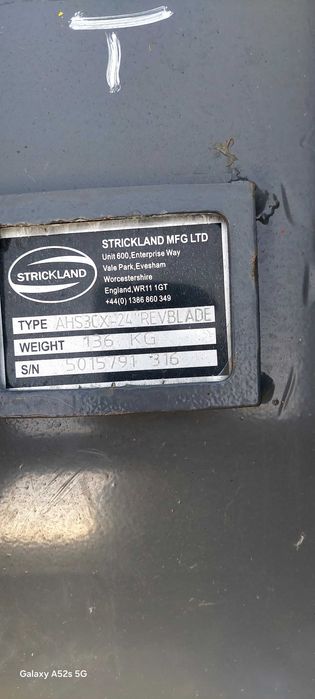 T
STRICKLAND
STRICKLAND MFG LTD
Unit 600, Enterprise Way
Vale Park, Evesham
Worcestershire
England, WR11 1GT
+44(0) 1386 860 349
TYPE AHS3CX-24"REVBLADE
WEIGHT 136 KG
S/N 5015791 316
Galaxy A52s 5G